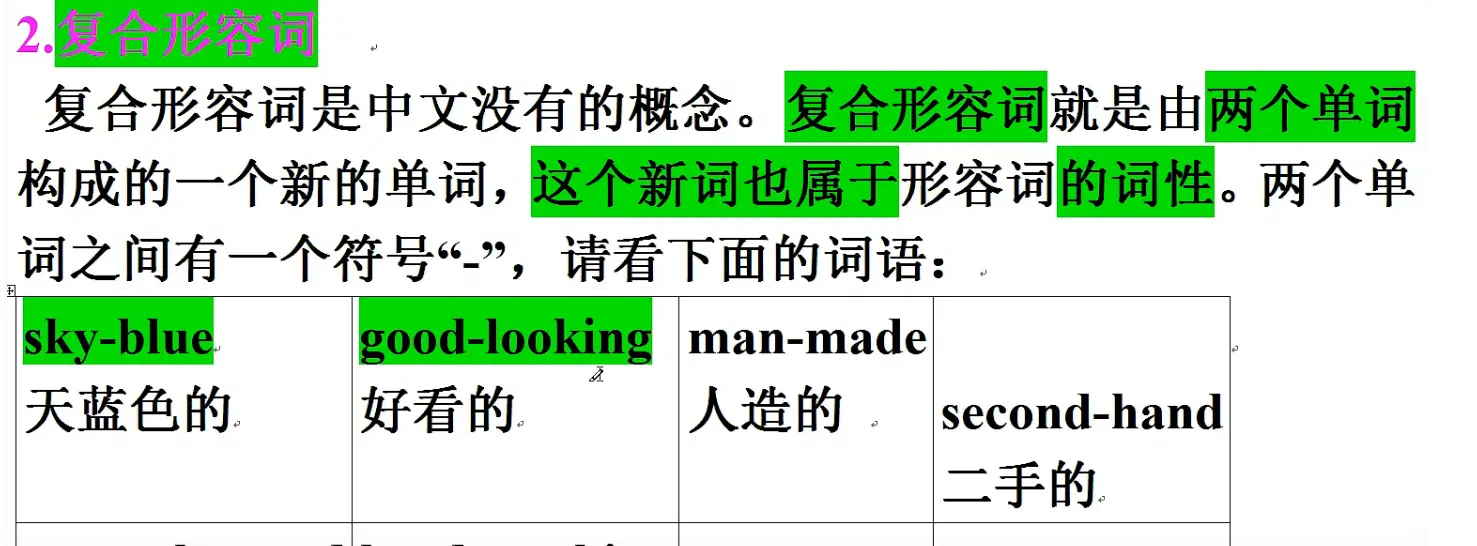 2.复合形容词
复合形容词是中文没有的概念。复合形容词就是由两个单词
构成的一个新的单词，这个新词也属于形容词的词性。两个单
词之间有一个符号“-”，请看下面的词语：
sky-blue
天蓝色的
good-looking
好看的
man-made
人造的
second-hand
二手的